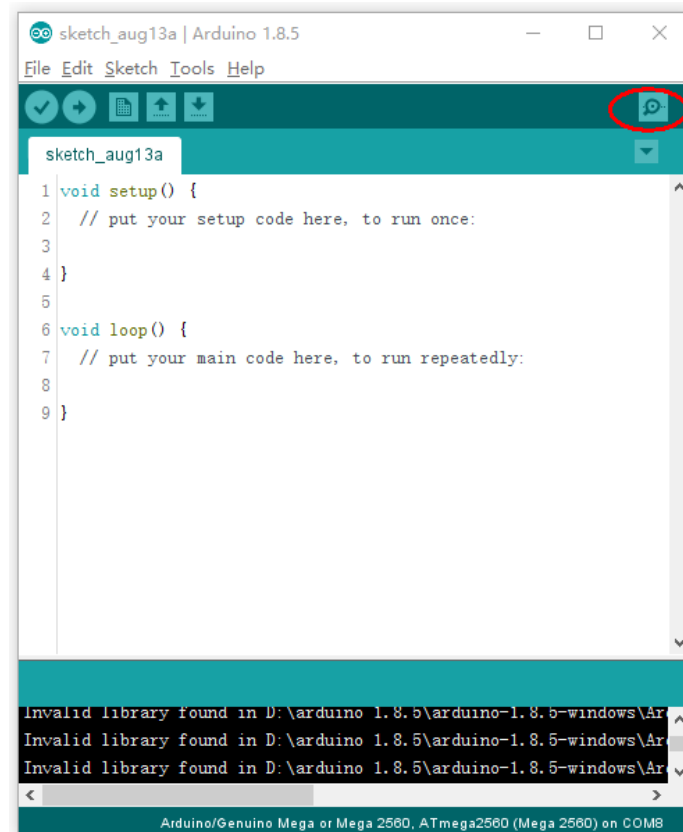 sketch_aug13a | Arduino 1.8.5
File Edit Sketch Tools Help
sketch_aug13a
1 void setup() {
2 // put your setup code here, to run once:
3
4 }
5
6 void loop() {
7 // put your main code here, to run repeatedly:
8
9 }
Invalid library found in D:\arduino 1.8.5\arduino-1.8.5-windows\Ar
Invalid library found in D:\arduino 1.8.5\arduino-1.8.5-windows\Ar
Invalid library found in D:\arduino 1.8.5\arduino-1.8.5-windows\Ar
Arduino/Genuino Mega or Mega 2560, ATmega2560 (Mega 2560) on COM8